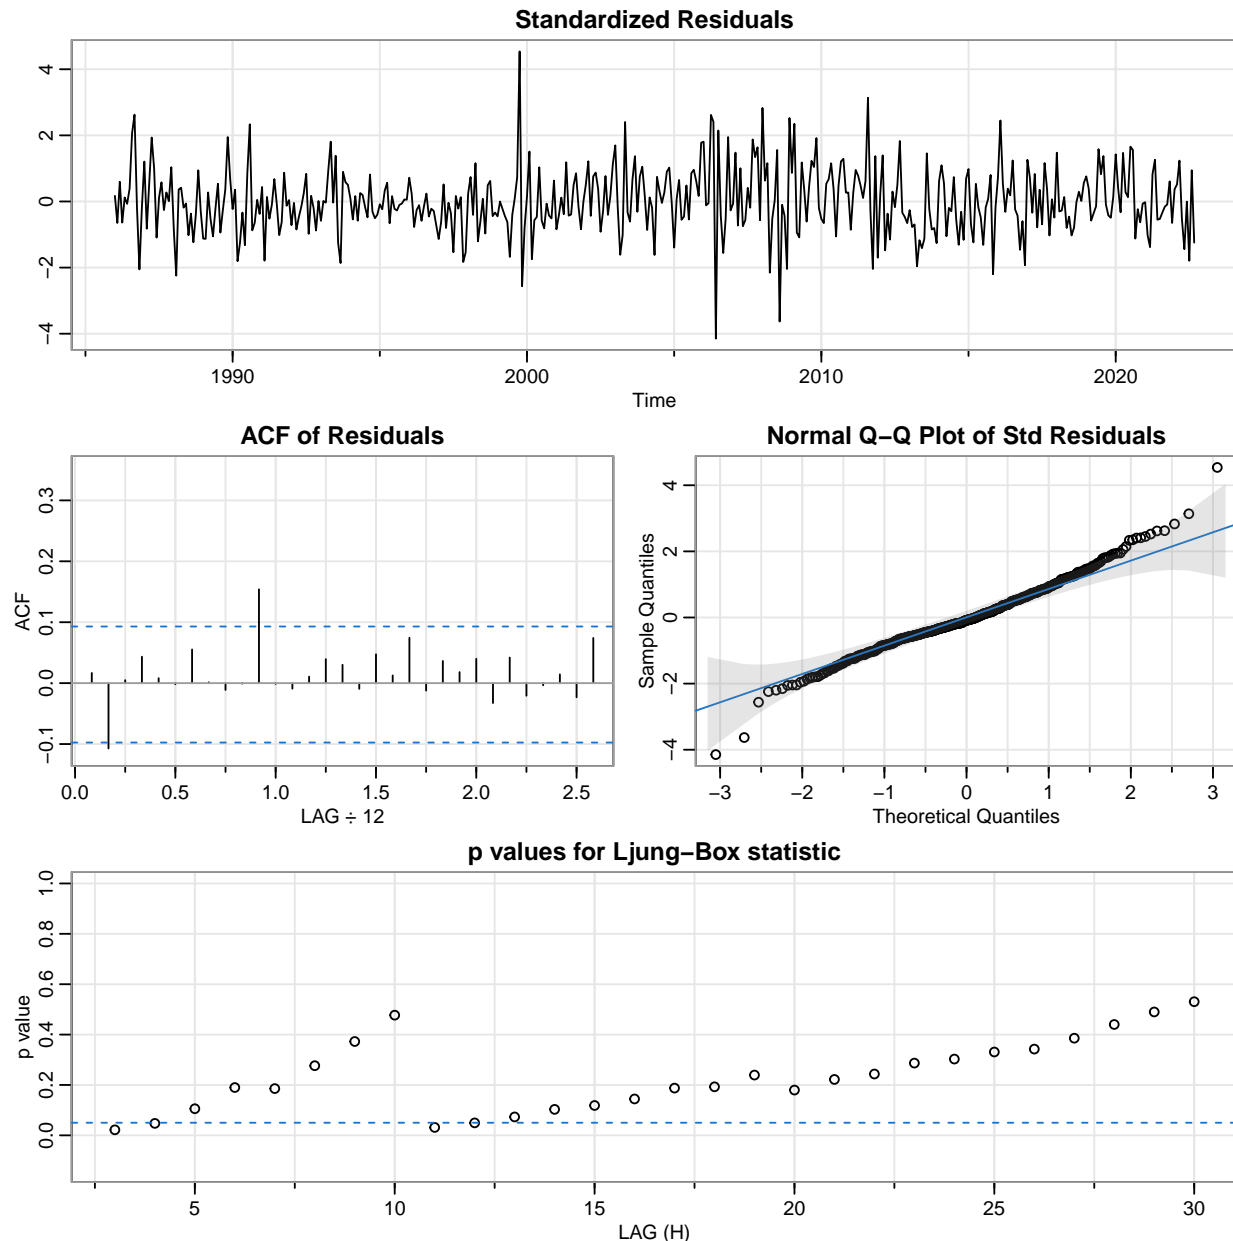 Standardized Residuals
4
2
0
−2
−4
1990 2000 2010 2020
Time
ACF of Residuals
ACF
0.3
0.2
0.1
0.0
−0.1
0.0 0.5 1.0 1.5 2.0 2.5
LAG ÷ 12
Normal Q−Q Plot of Std Residuals
Sample Quantiles
4
2
0
−2
−4
−3 −2 −1 0 1 2 3
Theoretical Quantiles
p values for Ljung−Box statistic
p value
1.0
0.8
0.6
0.4
0.2
0.0
5 10 15 20 25 30
LAG (H)